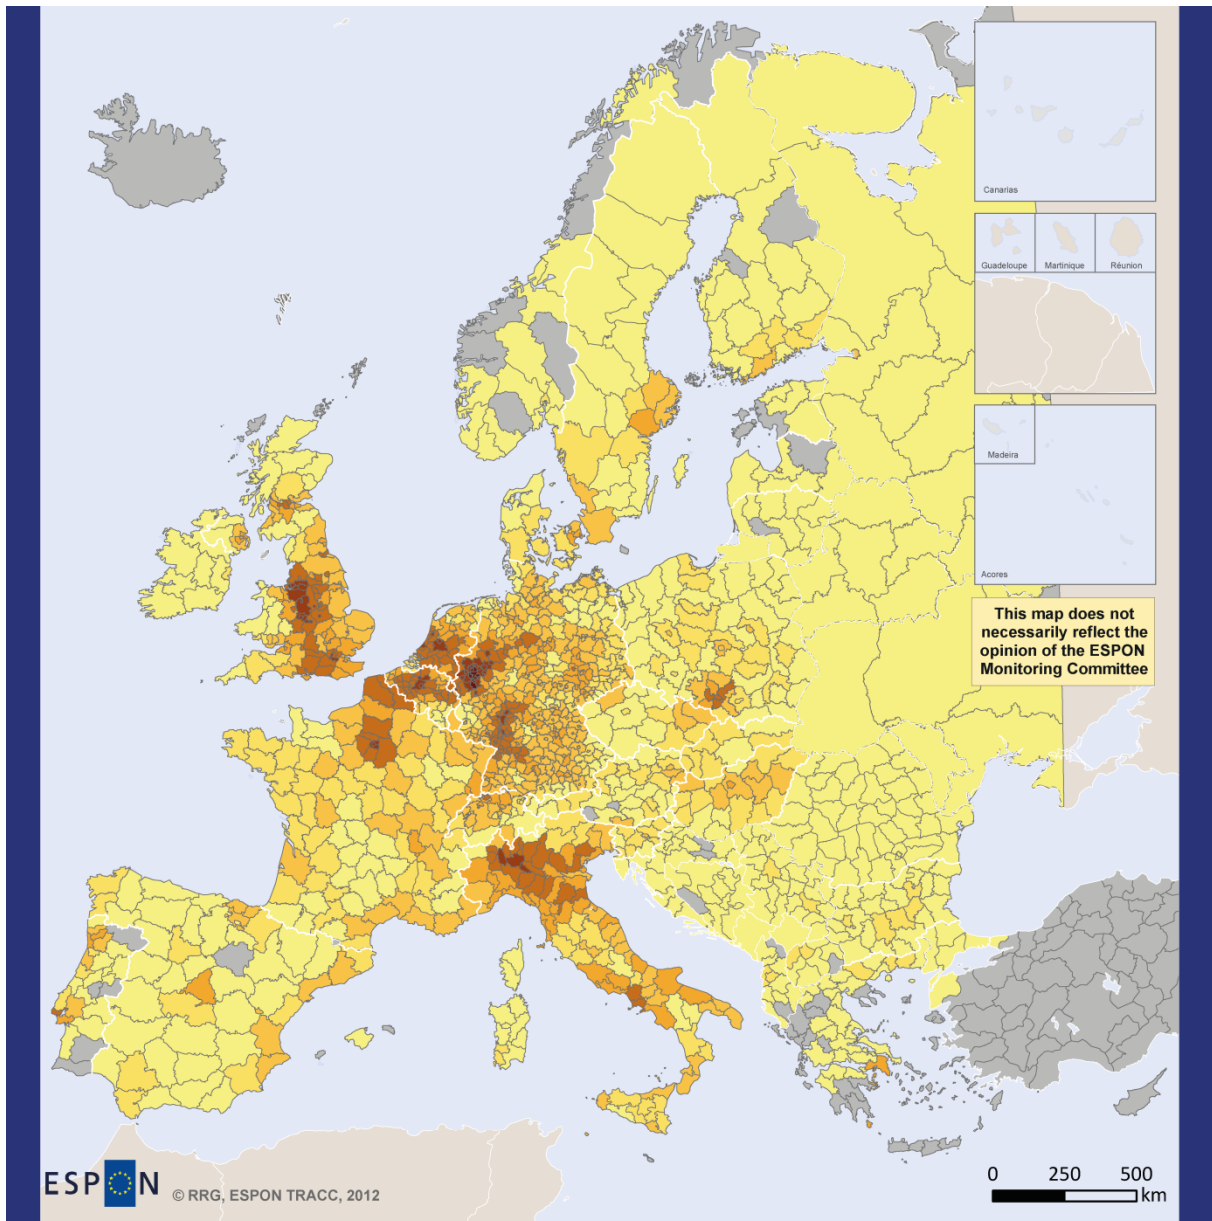 Canarias
Guadeloupe
Martinique
Réunion
Madeira
Acores
This map does not
necessarily reflect the
opinion of the ESPON
Monitoring Committee
ESPON
© RRG, ESPON TRACC, 2012
0 250 500
km